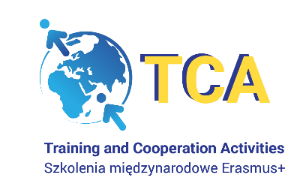 TCA
Training and Cooperation Activities
Szkolenia międzynarodowe Erasmus+